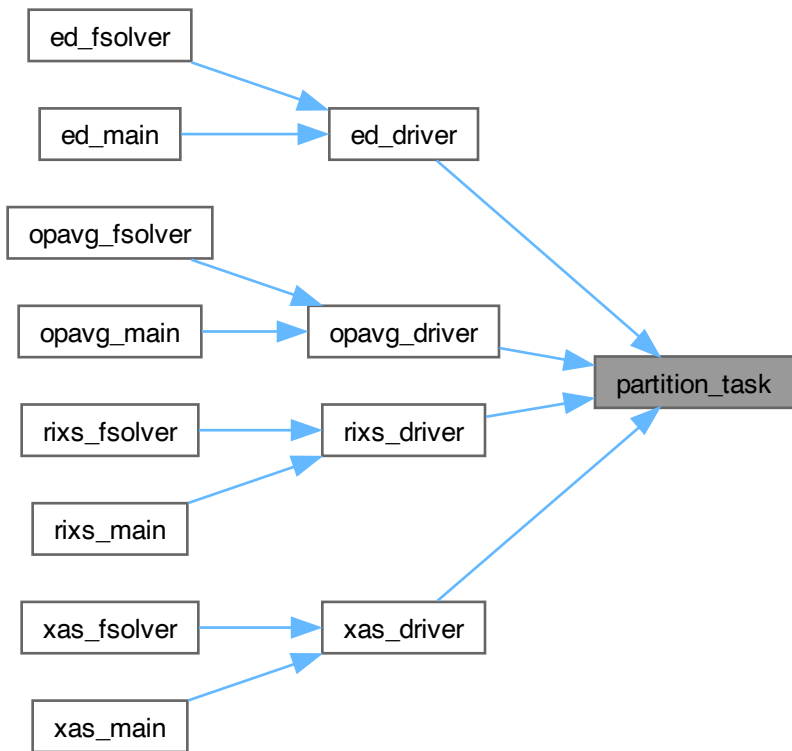 ed_fsolver
ed_main
ed_driver
opavg_fsolver
opavg_main
opavg_driver
partition_task
rixs_fsolver
rixs_driver
rixs_main
xas_fsolver
xas_driver
xas_main